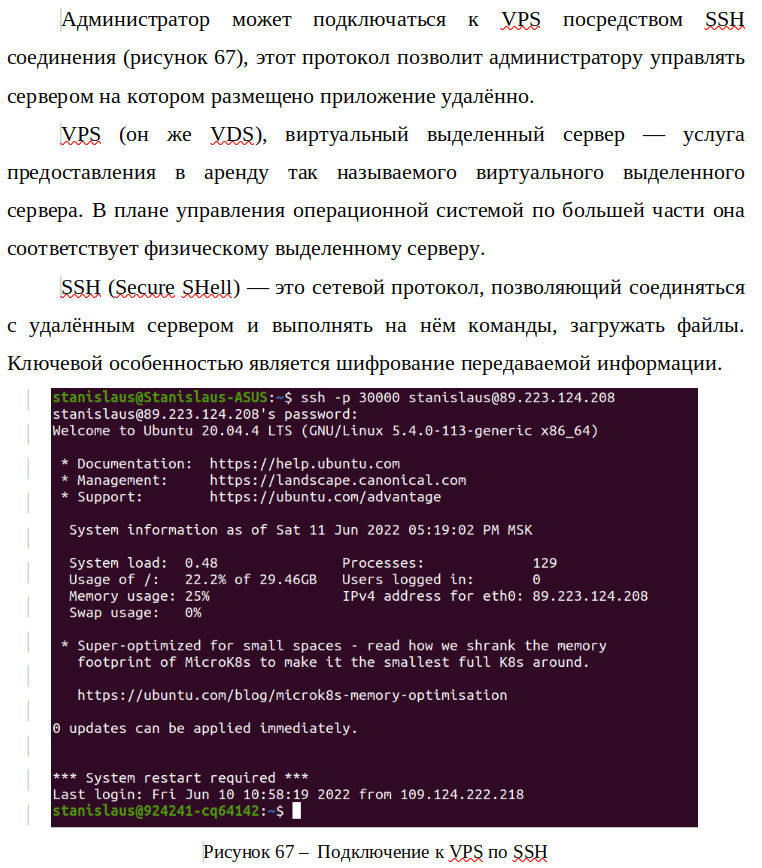 Администратор может подключаться к VPS посредством SSH
соединения (рисунок 67), этот протокол позволит администратору управлять
сервером на котором размещено приложение удалённо.
VPS (он же VDS), виртуальный выделенный сервер — услуга
предоставления в аренду так называемого виртуального выделенного
сервера. В плане управления операционной системой по большей части она
соответствует физическому выделенному серверу.
SSH (Secure SHell) — это сетевой протокол, позволяющий соединяться
с удалённым сервером и выполнять на нём команды, загружать файлы.
Ключевой особенностью является шифрование передаваемой информации.
stanislaus@Stanislaus-ASUS:~$ ssh -p 30000 stanislaus@89.223.124.208
stanislaus@89.223.124.208's password:
Welcome to Ubuntu 20.04.4 LTS (GNU/Linux 5.4.0-113-generic x86_64)
* Documentation: https://help.ubuntu.com
* Management: https://landscape.canonical.com
* Support: https://ubuntu.com/advantage
System information as of Sat 11 Jun 2022 05:19:02 PM MSK
System load: 0.48 Processes: 129
Usage of /: 22.2% of 29.46GB Users logged in: 0
Memory usage: 25% IPv4 address for eth0: 89.223.124.208
Swap usage: 0%
* Super-optimized for small spaces - read how we shrank the memory
footprint of MicroK8s to make it the smallest full K8s around.
https://ubuntu.com/blog/microk8s-memory-optimisation
0 updates can be applied immediately.
*** System restart required ***
Last login: Fri Jun 10 10:58:19 2022 from 109.124.222.218
stanislaus@924241-cq64142:~$
Рисунок 67 – Подключение к VPS по SSH